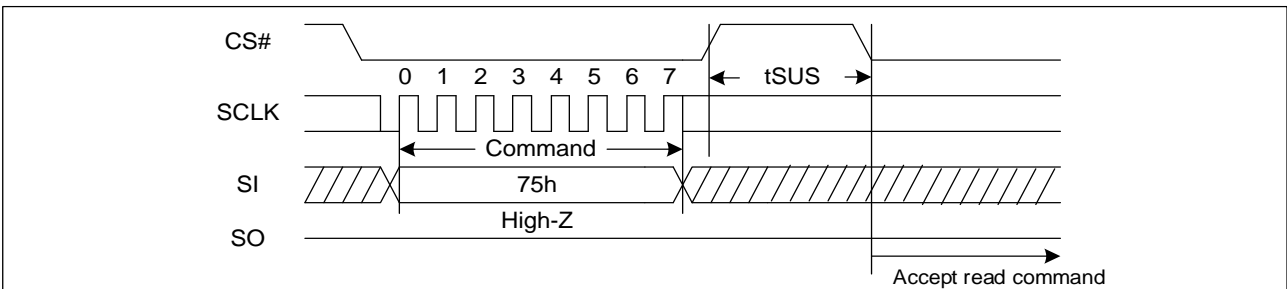 CS#
0 1 2 3 4 5 6 7
tSUS
SCLK
Command
SI
75h
High-Z
SO
Accept read command